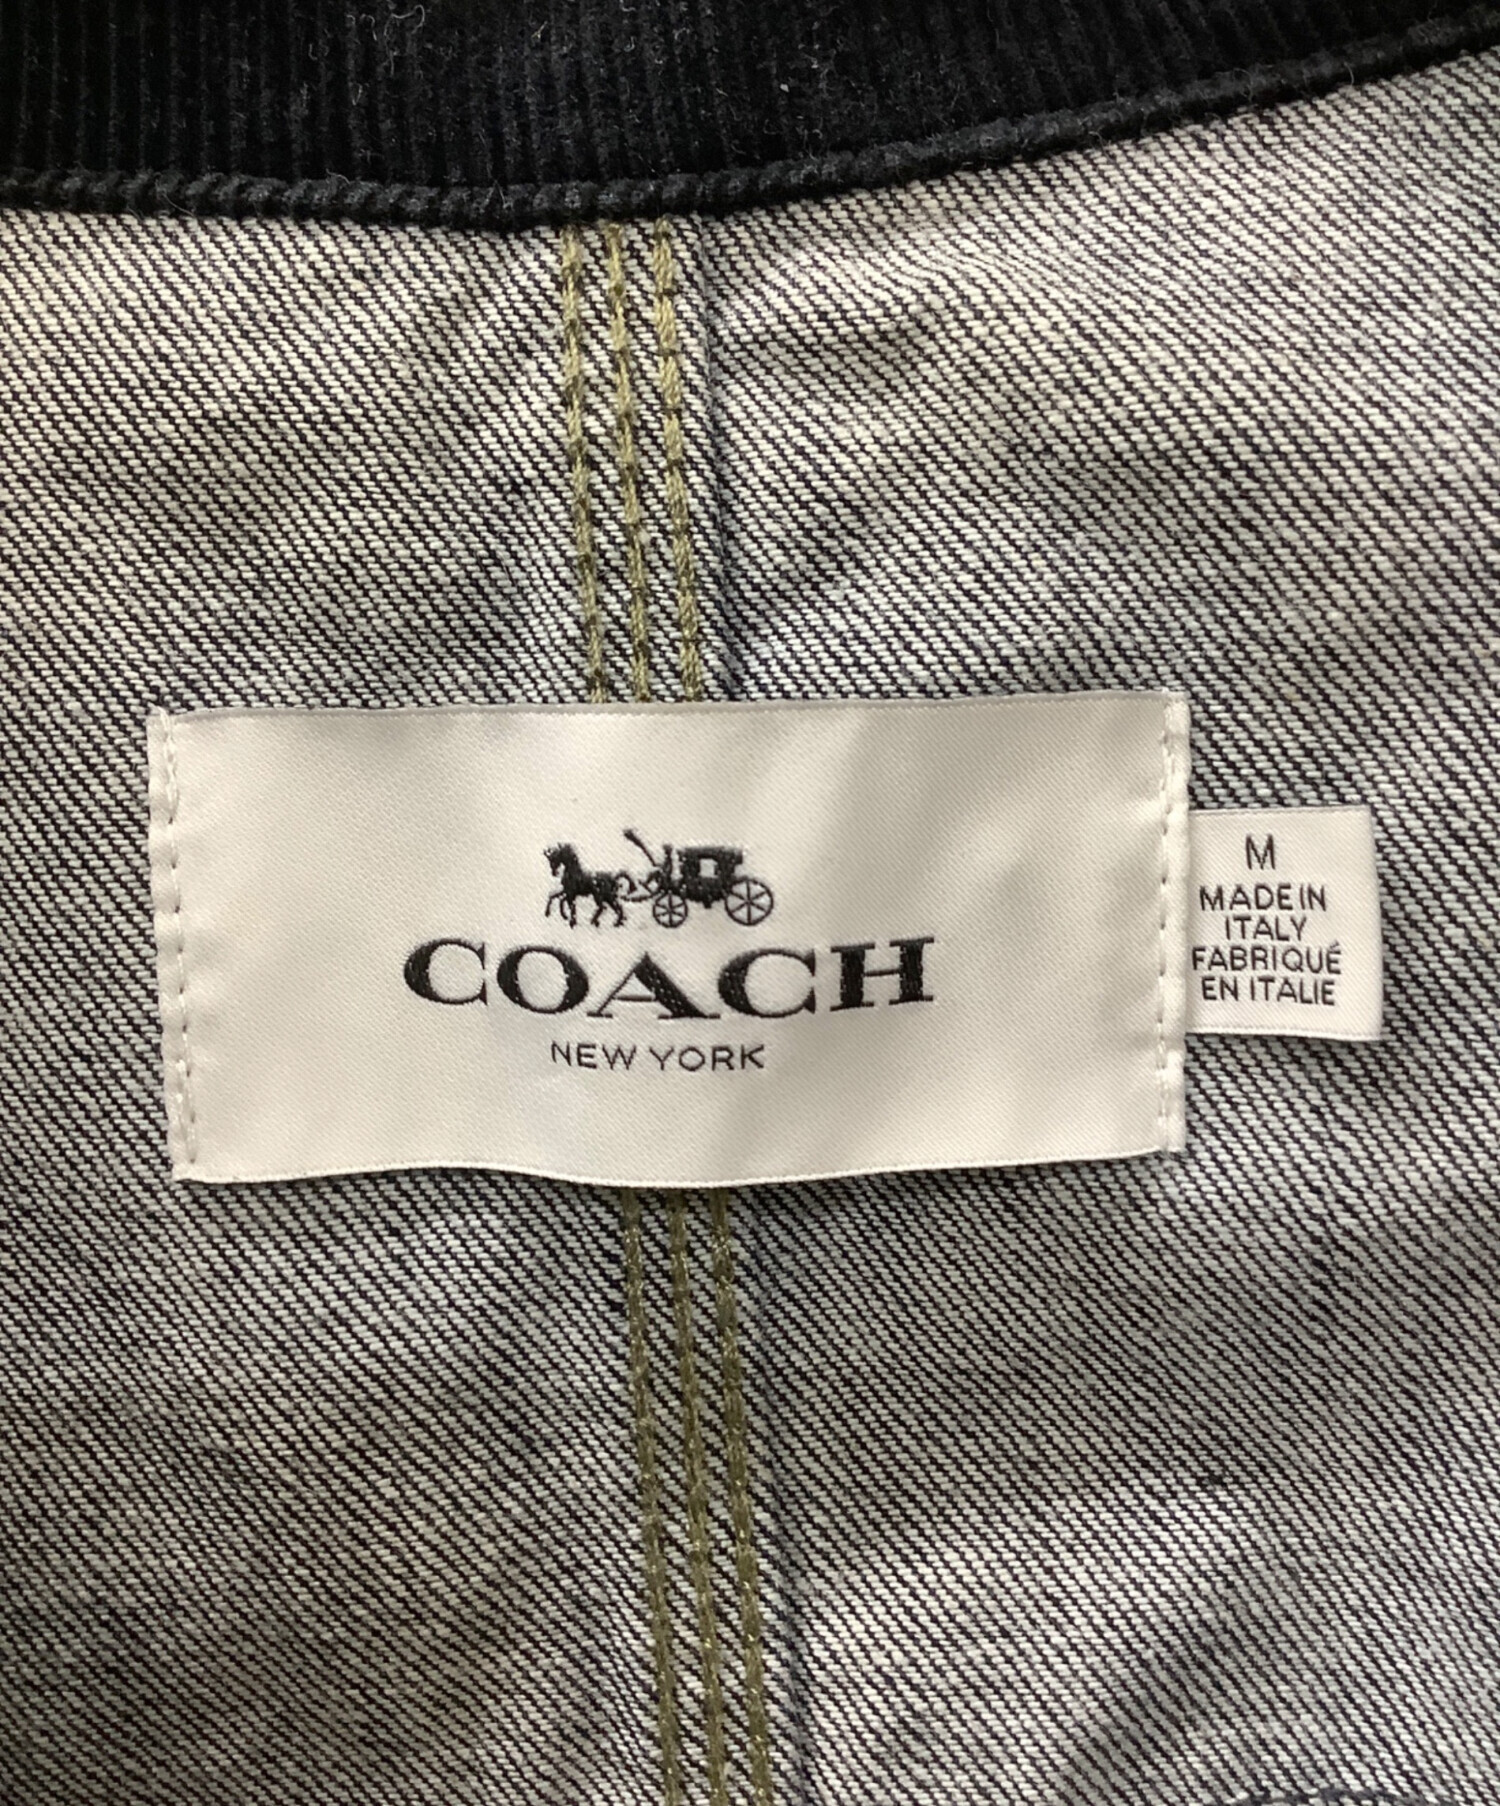 COACH
NEW YORK
M
MADE IN
ITALY
FABRIQUÉ
EN ITALIE